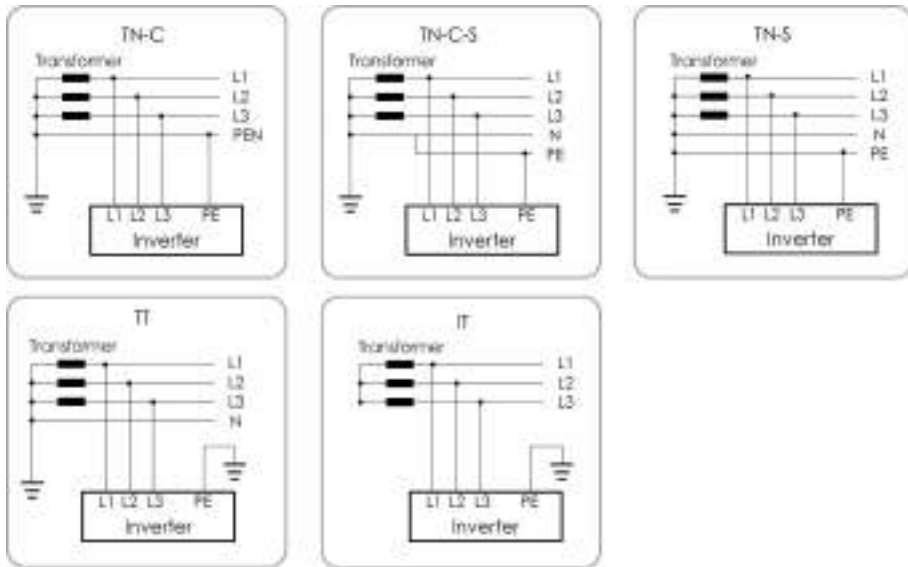 TN-C
Transformer
L1
L2
L3
PEN
L1 L2 L3 PE
Inverter
TN-C-S
Transformer
L1
L2
L3
N
PE
L1 L2 L3 PE
Inverter
TN-S
Transformer
L1
L2
L3
N
PE
L1 L2 L3 PE
Inverter
TT
Transformer
L1
L2
L3
N
L1 L2 L3 PE
Inverter
IT
Transformer
L1
L2
L3
L1 L2 L3 PE
Inverter